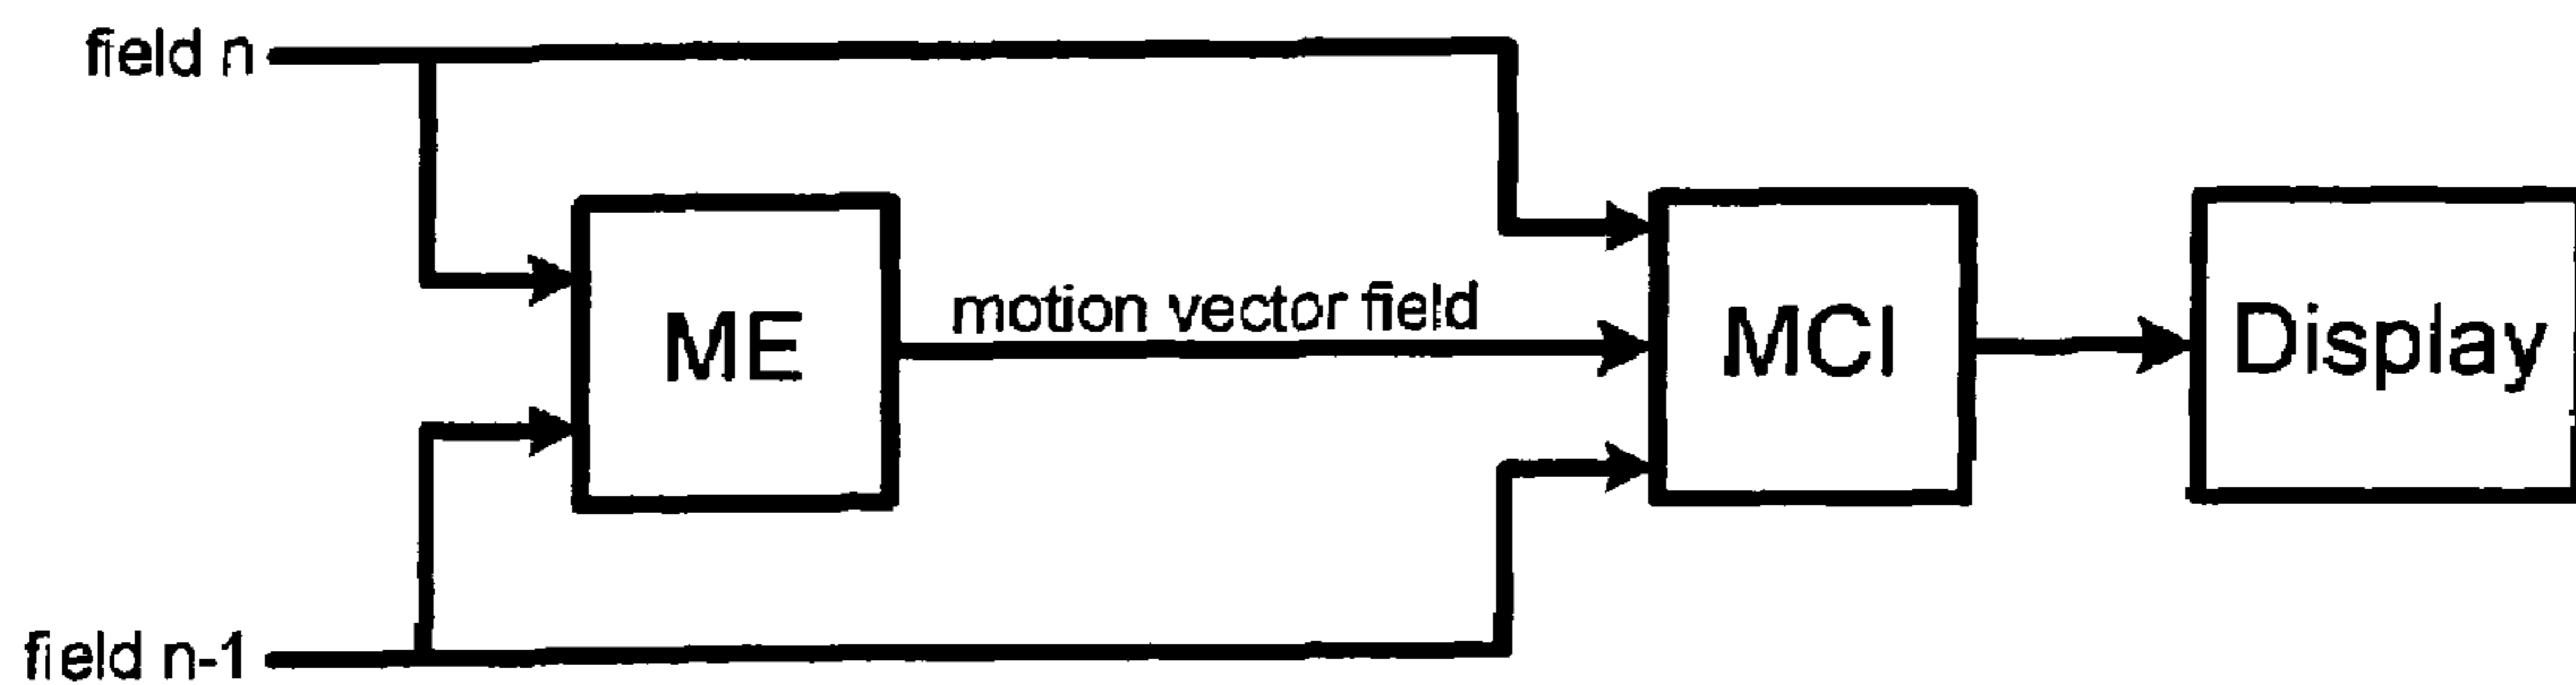 field n
motion vector field
ME
MCI
Display
field n-1